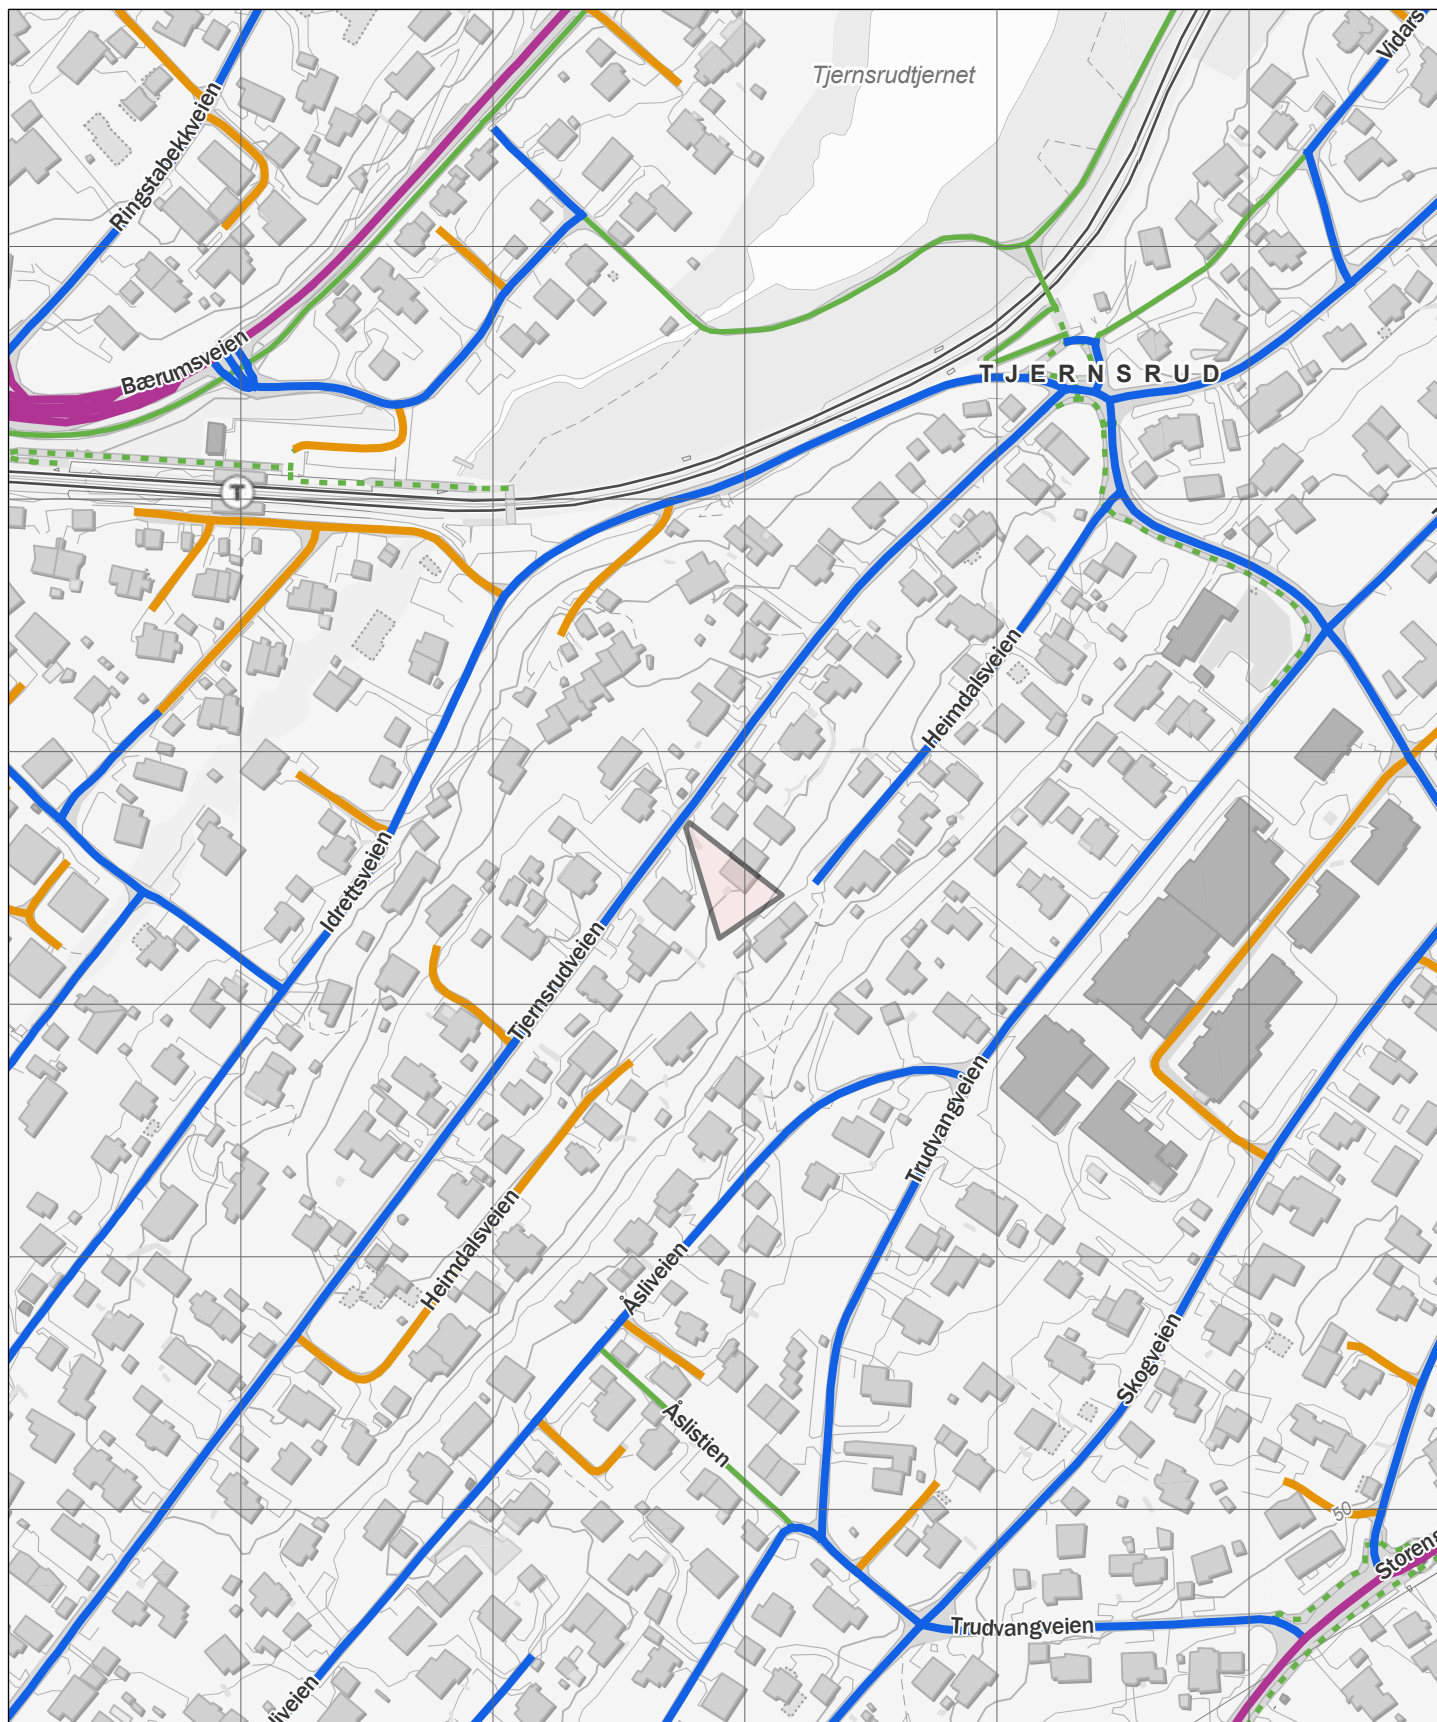 Vidars
Tjernsrudtjernet
Ringstabekkveien
Bærumsveien
TJERNSRUD
T
Heimdalsveien
Idrettsveien
Tjernsrudveien
Trudvangveien
Heimdalsveien
Åsliveien
Skogveien
Åslistien
50
Storens
Trudvangveien
liveien